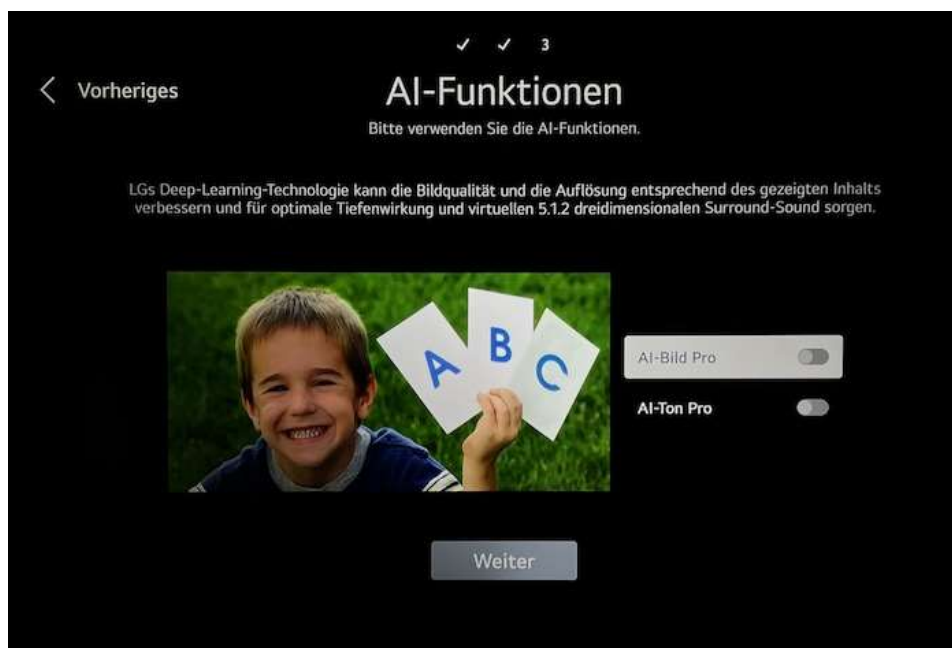 3
Vorheriges
AI-Funktionen
Bitte verwenden Sie die AI-Funktionen.
LGs Deep-Learning-Technologie kann die Bildqualität und die Auflösung entsprechend des gezeigten Inhalts
verbessern und für optimale Tiefenwirkung und virtuellen 5.1.2 dreidimensionalen Surround-Sound sorgen.
A B C
AI-Bild Pro
AI-Ton Pro
Weiter